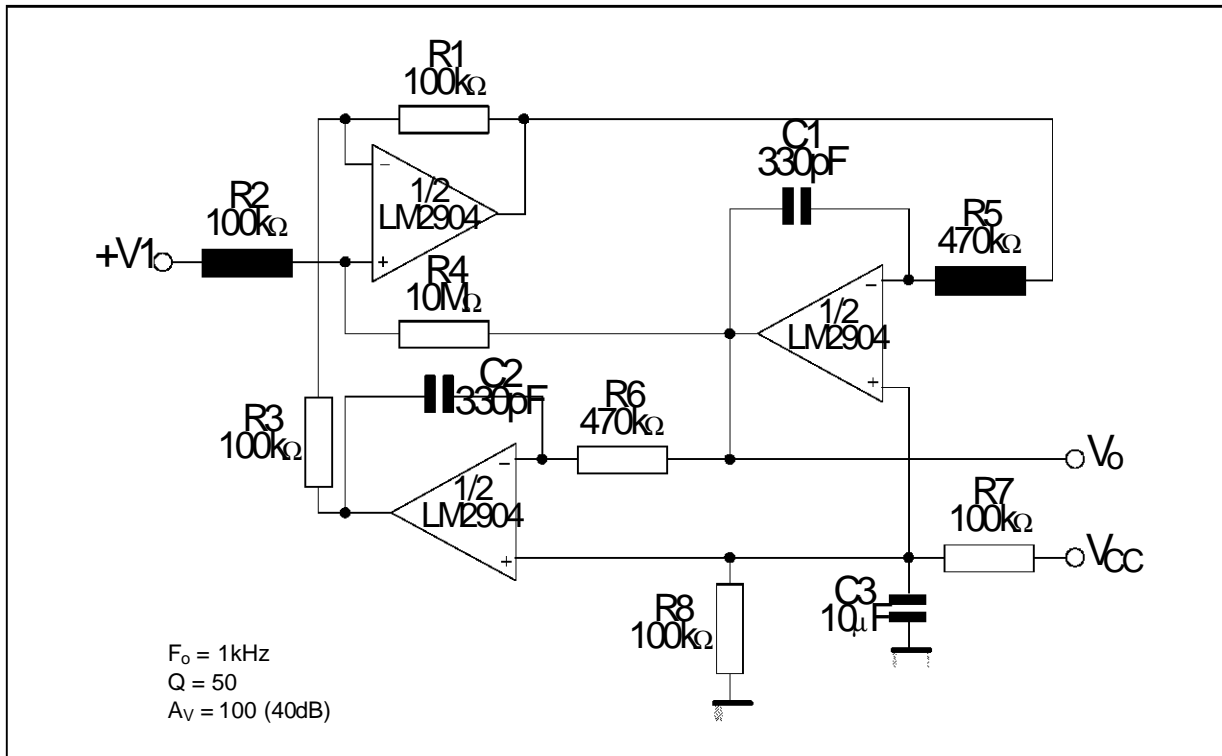 R1
100kΩ
C1
330pF
R2
100kΩ
−
1/2
LM2904
+
+V1
R5
470kΩ
R4
10MΩ
−
1/2
LM2904
+
C2
330pF
R6
470kΩ
R3
100kΩ
−
1/2
LM2904
+
Vo
R7
100kΩ
VCC
R8
100kΩ
C3
10µF
Fo = 1kHz
Q = 50
AV = 100 (40dB)